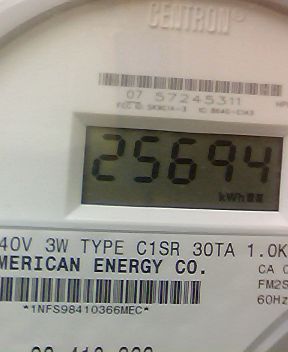 CENTRON®
07 57245311
25694
kWh
40V 3W TYPE C1SR 30TA 1.0K
MERICAN ENERGY CO.
CA 0
FM2S
60Hz
*1NFS98410366MEC*